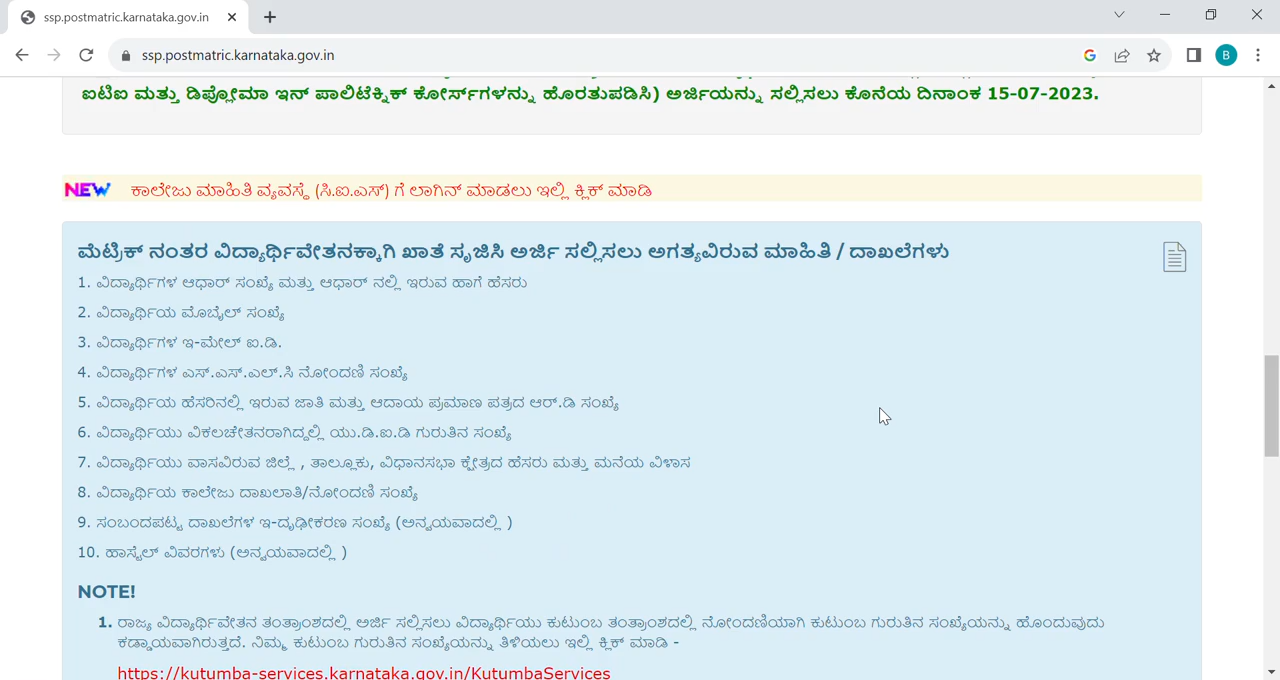 ssp.postmatric.karnataka.gov.in
ssp.postmatric.karnataka.gov.in
B
ಐಟಿಐ ಮತ್ತು ಡಿಪ್ಲೋಮಾ ಇನ್ ಪಾಲಿಟೆಕ್ನಿಕ್ ಕೋರ್ಸ್‌ಗಳನ್ನು ಹೊರತುಪಡಿಸಿ) ಅರ್ಜಿಯನ್ನು ಸಲ್ಲಿಸಲು ಕೊನೆಯ ದಿನಾಂಕ 15-07-2023.
NEW ಕಾಲೇಜು ಮಾಹಿತಿ ವ್ಯವಸ್ಥೆ (ಸಿ.ಐ.ಎಸ್) ಗೆ ಲಾಗಿನ್ ಮಾಡಲು ಇಲ್ಲಿ ಕ್ಲಿಕ್ ಮಾಡಿ
ಮೆಟ್ರಿಕ್ ನಂತರ ವಿದ್ಯಾರ್ಥಿವೇತನಕ್ಕಾಗಿ ಖಾತೆ ಸೃಜಿಸಿ ಅರ್ಜಿ ಸಲ್ಲಿಸಲು ಅಗತ್ಯವಿರುವ ಮಾಹಿತಿ / ದಾಖಲೆಗಳು
1. ವಿದ್ಯಾರ್ಥಿಗಳ ಆಧಾರ್ ಸಂಖ್ಯೆ ಮತ್ತು ಆಧಾರ್ ನಲ್ಲಿ ಇರುವ ಹಾಗೆ ಹೆಸರು
2. ವಿದ್ಯಾರ್ಥಿಯ ಮೊಬೈಲ್ ಸಂಖ್ಯೆ
3. ವಿದ್ಯಾರ್ಥಿಗಳ ಇ-ಮೇಲ್ ಐ.ಡಿ.
4. ವಿದ್ಯಾರ್ಥಿಗಳ ಎಸ್.ಎಸ್.ಎಲ್.ಸಿ ನೋಂದಣಿ ಸಂಖ್ಯೆ
5. ವಿದ್ಯಾರ್ಥಿಯ ಹೆಸರಿನಲ್ಲಿ ಇರುವ ಜಾತಿ ಮತ್ತು ಆದಾಯ ಪ್ರಮಾಣ ಪತ್ರದ ಆರ್.ಡಿ ಸಂಖ್ಯೆ
6. ವಿದ್ಯಾರ್ಥಿಯು ವಿಕಲಚೇತನರಾಗಿದ್ದಲ್ಲಿ ಯು.ಡಿ.ಐ.ಡಿ ಗುರುತಿನ ಸಂಖ್ಯೆ
7. ವಿದ್ಯಾರ್ಥಿಯು ವಾಸವಿರುವ ಜಿಲ್ಲೆ , ತಾಲ್ಲೂಕು, ವಿಧಾನಸಭಾ ಕ್ಷೇತ್ರದ ಹೆಸರು ಮತ್ತು ಮನೆಯ ವಿಳಾಸ
8. ವಿದ್ಯಾರ್ಥಿಯ ಕಾಲೇಜು ದಾಖಲಾತಿ/ನೋಂದಣಿ ಸಂಖ್ಯೆ
9. ಸಂಬಂದಪಟ್ಟ ದಾಖಲೆಗಳ ಇ-ದೃಢೀಕರಣ ಸಂಖ್ಯೆ (ಅನ್ವಯವಾದಲ್ಲಿ )
10. ಹಾಸ್ಟೆಲ್ ವಿವರಗಳು (ಅನ್ವಯವಾದಲ್ಲಿ )
NOTE!
1. ರಾಜ್ಯ ವಿದ್ಯಾರ್ಥಿವೇತನ ತಂತ್ರಾಂಶದಲ್ಲಿ ಅರ್ಜಿ ಸಲ್ಲಿಸಲು ವಿದ್ಯಾರ್ಥಿಯು ಕುಟುಂಬ ತಂತ್ರಾಂಶದಲ್ಲಿ ನೋಂದಣಿಯಾಗಿ ಕುಟುಂಬ ಗುರುತಿನ ಸಂಖ್ಯೆಯನ್ನು ಹೊಂದುವುದು
ಕಡ್ಡಾಯವಾಗಿರುತ್ತದೆ. ನಿಮ್ಮ ಕುಟುಂಬ ಗುರುತಿನ ಸಂಖ್ಯೆಯನ್ನು ತಿಳಿಯಲು ಇಲ್ಲಿ ಕ್ಲಿಕ್ ಮಾಡಿ -
https://kutumba-services.karnataka.gov.in/KutumbaServices